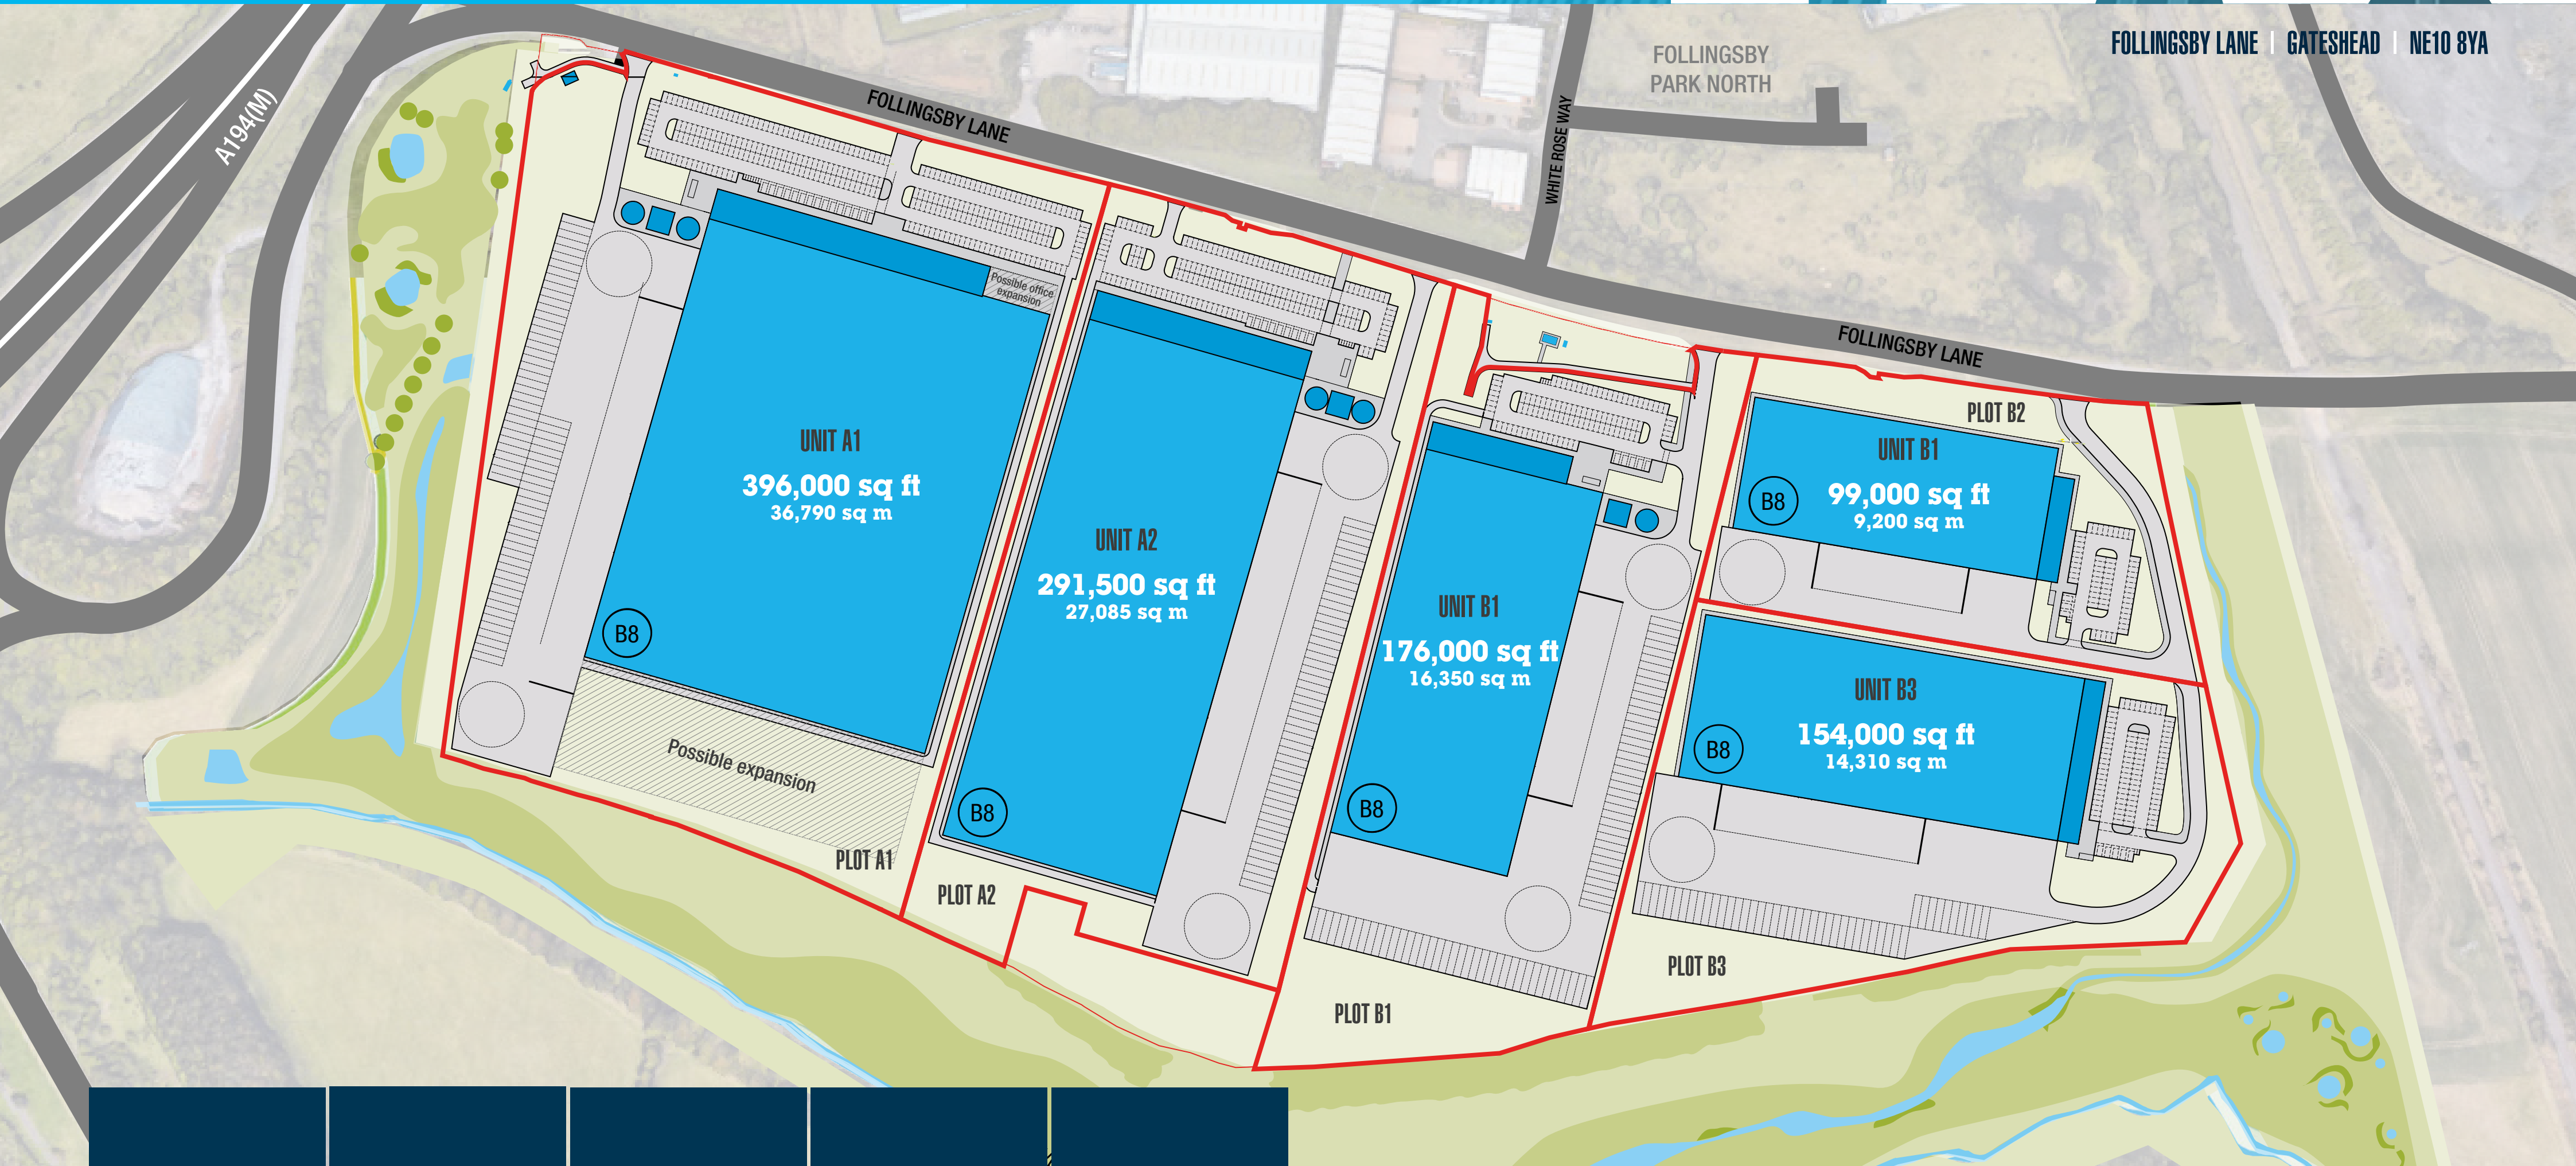 FOLLINGSBY LANE | GATESHEAD | NE10 8YA
FOLLINGSBY
PARK NORTH
A194(M)
FOLLINGSBY LANE
WHITE ROSE WAY
FOLLINGSBY LANE
Possible office
expansion
UNIT A1
396,000 sq ft
36,790 sq m
B8
Possible expansion
PLOT A1
UNIT A2
291,500 sq ft
27,085 sq m
B8
PLOT A2
UNIT B1
176,000 sq ft
16,350 sq m
B8
PLOT B1
PLOT B2
UNIT B1
99,000 sq ft
9,200 sq m
B8
UNIT B3
154,000 sq ft
14,310 sq m
B8
PLOT B3